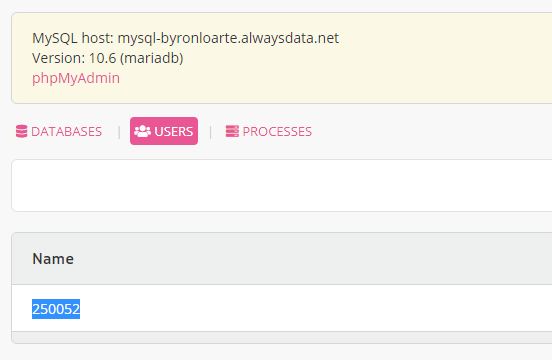 MySQL host: mysql-byronloarte.alwaysdata.net
Version: 10.6 (mariadb)
phpMyAdmin
DATABASES | USERS | PROCESSES
Name
250052